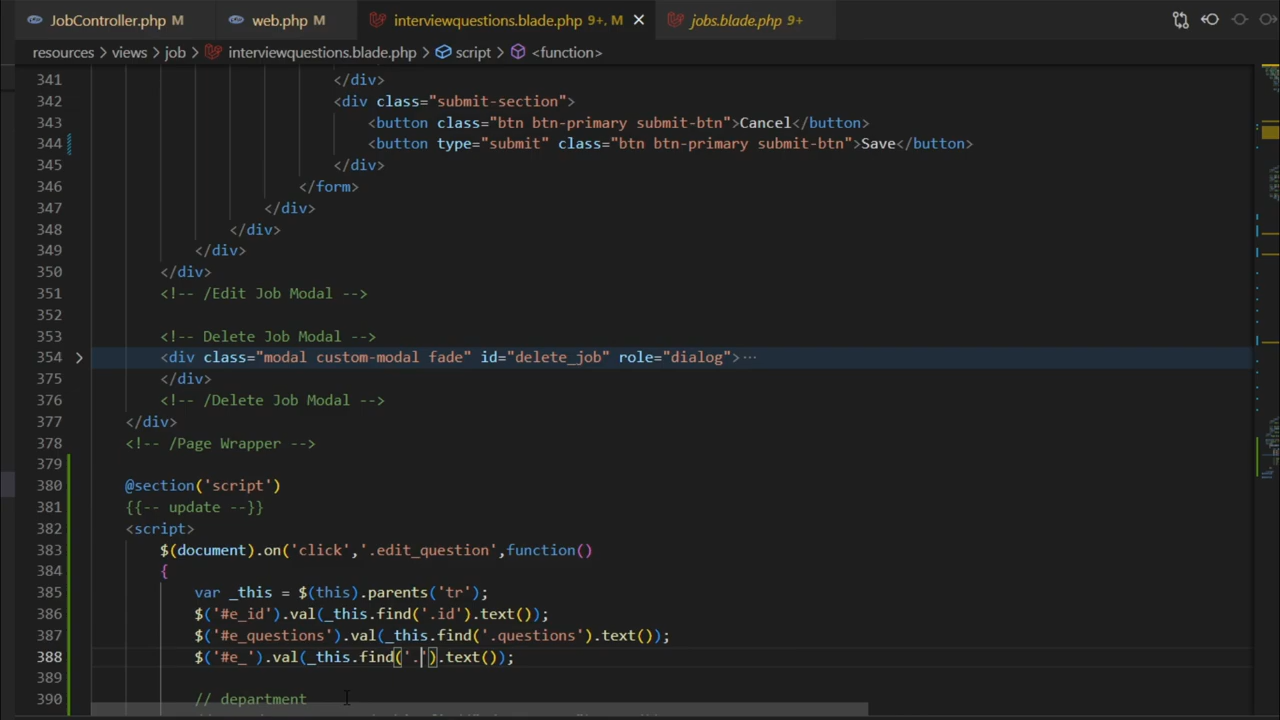 JobController.php M web.php M interviewquestions.blade.php 9+, M jobs.blade.php 9+
resources > views > job > interviewquestions.blade.php > script > <function>
341 </div>
342 <div class="submit-section">
343 <button class="btn btn-primary submit-btn">Cancel</button>
344 <button type="submit" class="btn btn-primary submit-btn">Save</button>
345 </div>
346 </form>
347 </div>
348 </div>
349 </div>
350 </div>
351 <!-- /Edit Job Modal -->
352
353 <!-- Delete Job Modal -->
354 <div class="modal custom-modal fade" id="delete_job" role="dialog">···
375 </div>
376 <!-- /Delete Job Modal -->
377 </div>
378 <!-- /Page Wrapper -->
379
380 @section('script')
381 {{-- update --}}
382 <script>
383 $(document).on('click','.edit_question',function()
384 {
385 var _this = $(this).parents('tr');
386 $('#e_id').val(_this.find('.id').text());
387 $('#e_questions').val(_this.find('.questions').text());
388 $('#e_').val(_this.find('.').text());
389
390 // department